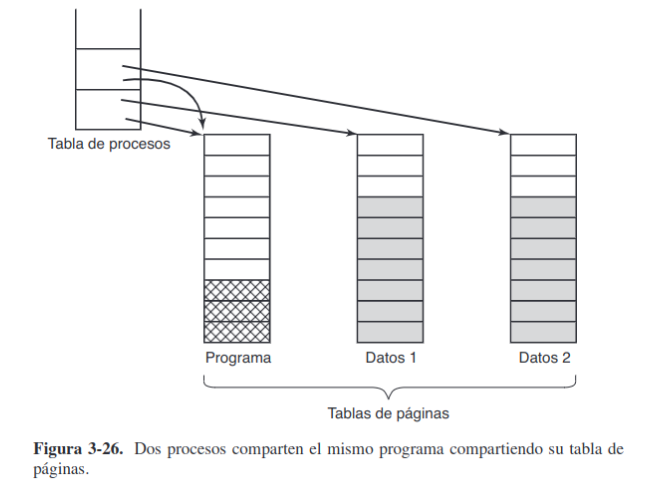 Tabla de procesos
Programa
Datos 1
Datos 2
Tablas de páginas
Figura 3-26. Dos procesos comparten el mismo programa compartiendo su tabla de
páginas.